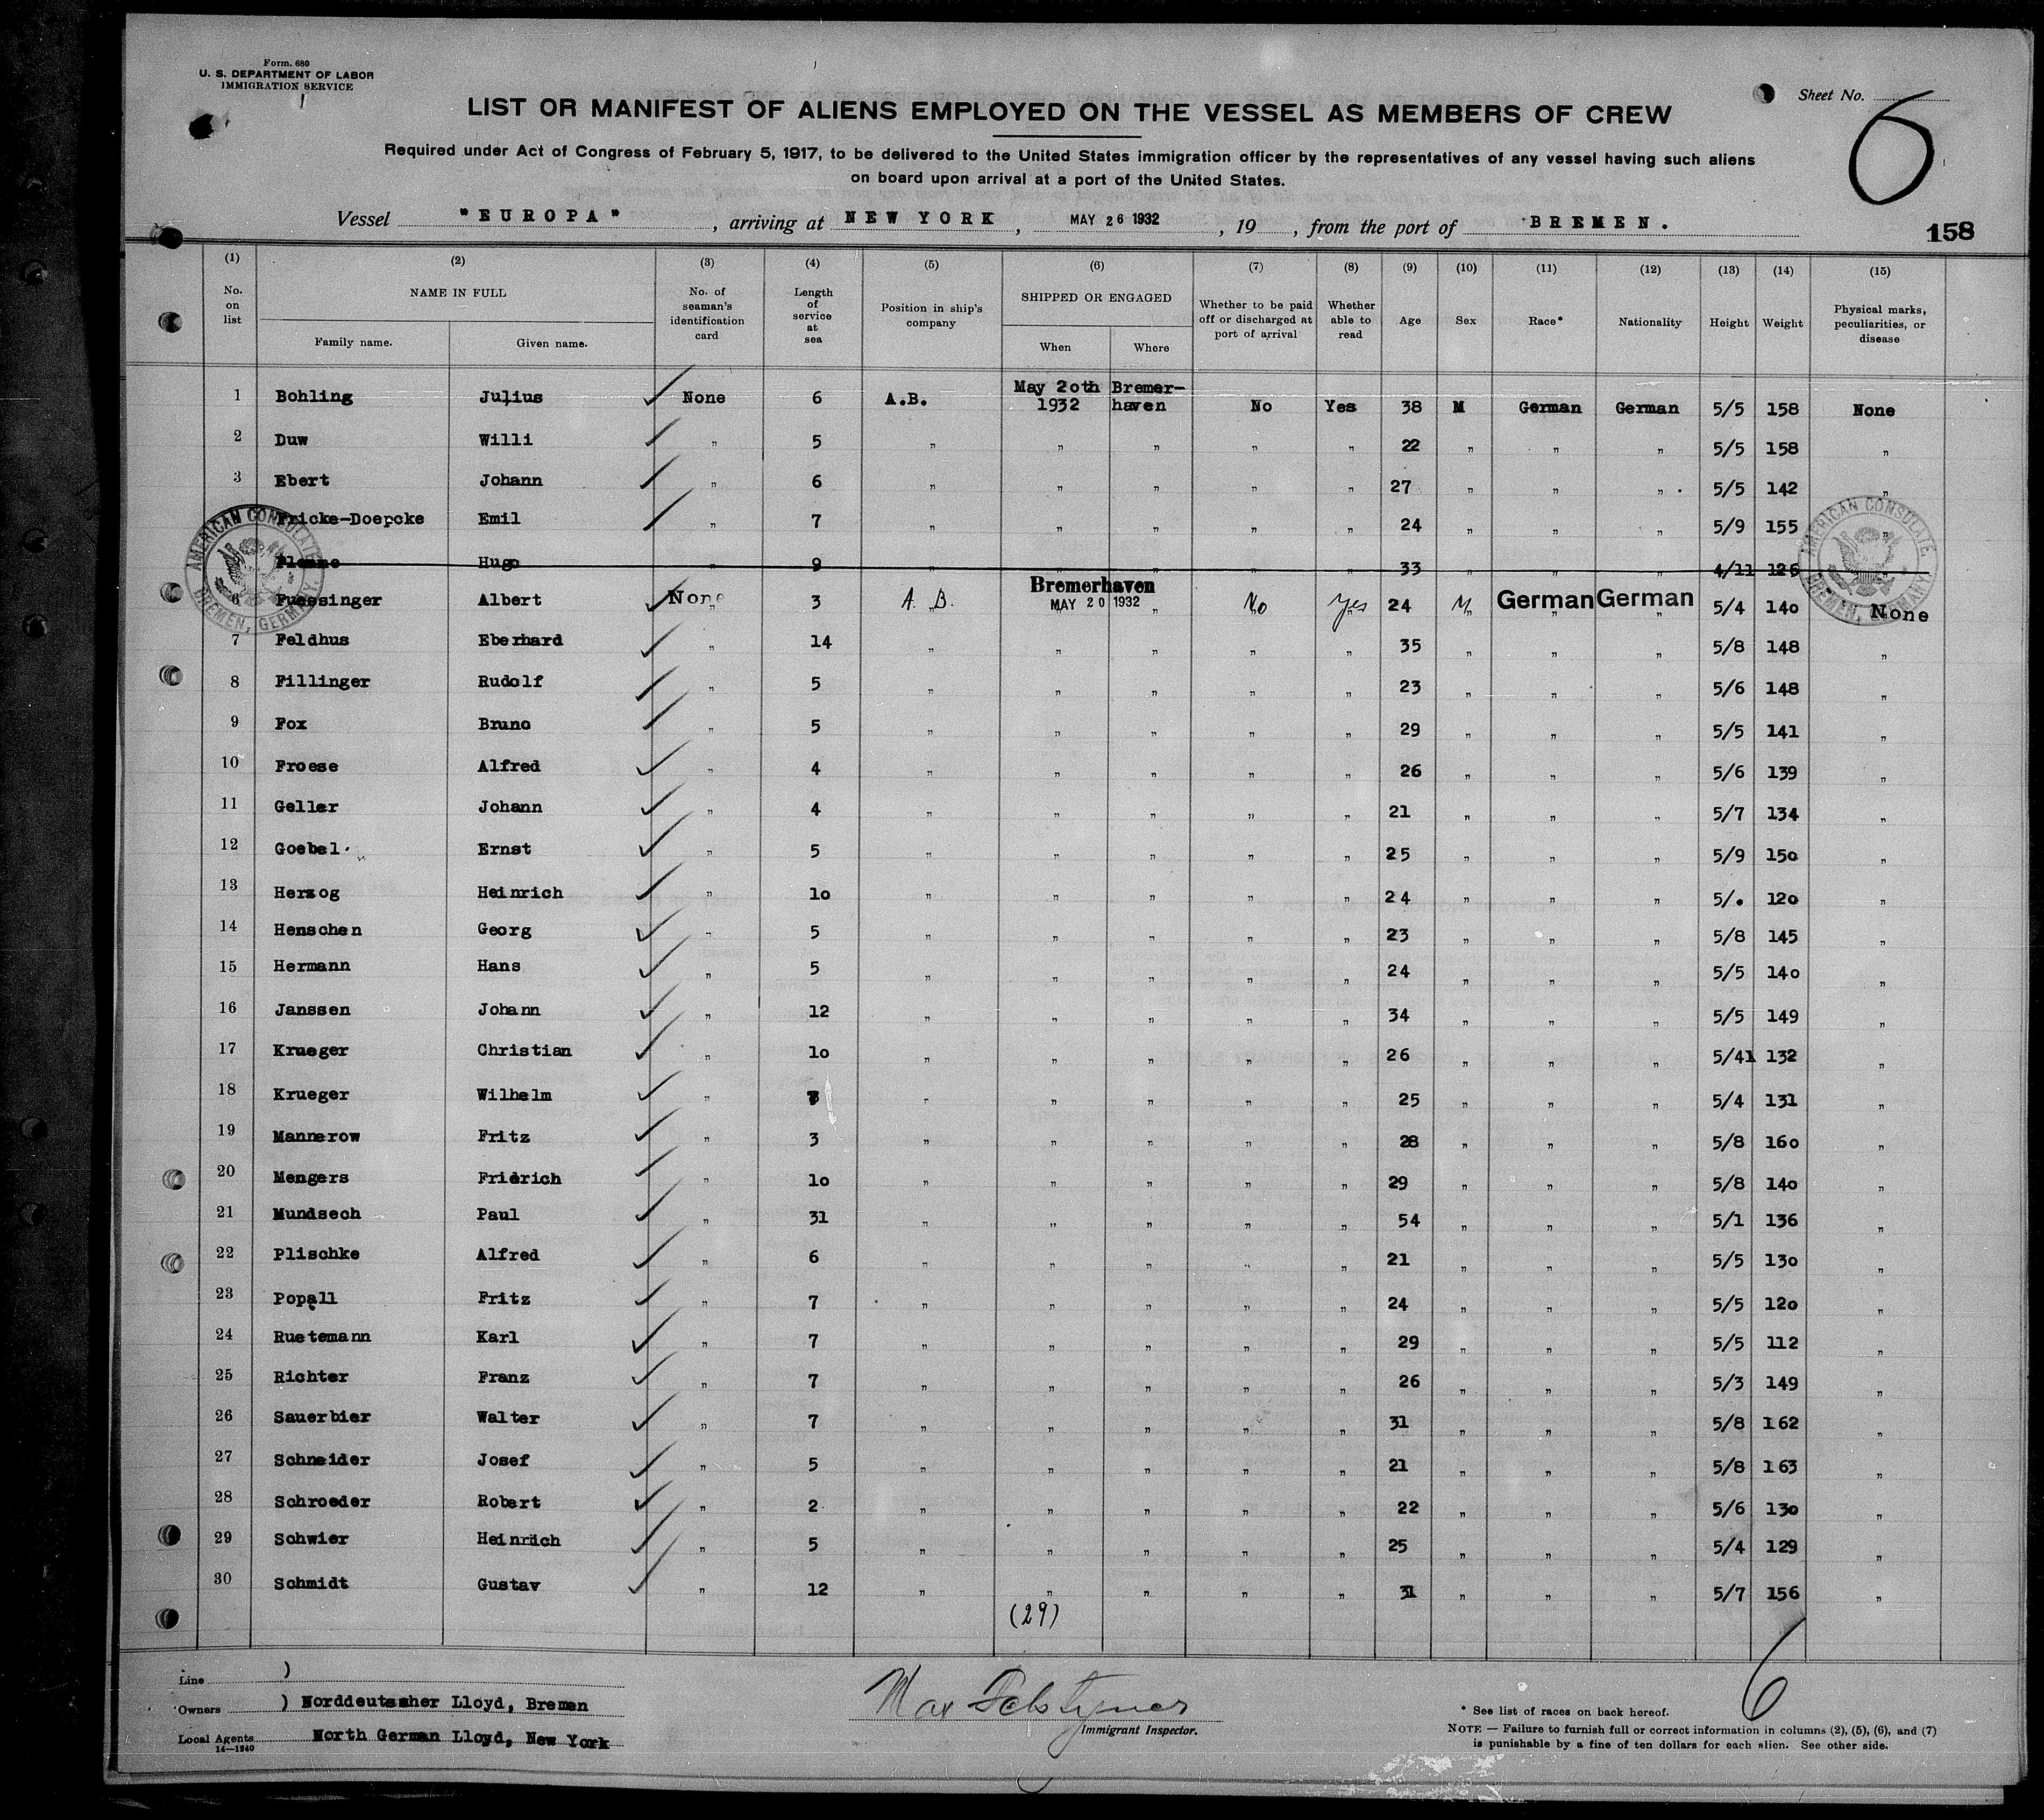 Form. 680
U. S. DEPARTMENT OF LABOR
IMMIGRATION SERVICE
LIST OR MANIFEST OF ALIENS EMPLOYED ON THE VESSEL AS MEMBERS OF CREW
Sheet No. 6
Required under Act of Congress of February 5, 1917, to be delivered to the United States immigration officer by the representatives of any vessel having such aliens
on board upon arrival at a port of the United States.
Vessel "EUROPA", arriving at NEW YORK, MAY 26 1932, 19 , from the port of BREMEN.
158
(1) (2) (3) (4) (5) (6) (7) (8) (9) (10) (11) (12) (13) (14) (15)
No. on list NAME IN FULL Family name. Given name. No. of seaman's identification card Length of service at sea Position in ship's company SHIPPED OR ENGAGED When Where Whether to be paid off or discharged at port of arrival Whether able to read Age Sex Race* Nationality Height Weight Physical marks, peculiarities, or disease
1 Bohling Julius None 6 A.B. May 20th 1932 Bremer-haven No Yes 38 M German German 5/5 158 None
2 Duw Willi " 5 " " " " " 22 " " " 5/5 158 "
3 Ebert Johann " 6 " " " " " 27 " " " 5/5 142 "
Fricke-Doepcke Emil " 7 " " " " " 24 " " " 5/9 155 "
Hugo " 9 " " " " " 33 " " " 4/11 126 "
6 Fuessinger Albert None 3 A.B. Bremerhaven MAY 20 1932 " No Yes 24 M German German 5/4 140 None
7 Feldhus Eberhard " 14 " " " " " 35 " " " 5/8 148 "
8 Fillinger Rudolf " 5 " " " " " 23 " " " 5/6 148 "
9 Fox Bruno " 5 " " " " " 29 " " " 5/5 141 "
10 Froese Alfred " 4 " " " " " 26 " " " 5/6 139 "
11 Geller Johann " 4 " " " " " 21 " " " 5/7 134 "
12 Goebel Ernst " 5 " " " " " 25 " " " 5/9 150 "
13 Herzog Heinrich " 10 " " " " " 24 " " " 5/. 120 "
14 Henschen Georg " 5 " " " " " 23 " " " 5/8 145 "
15 Hermann Hans " 5 " " " " " 24 " " " 5/5 140 "
16 Janssen Johann " 12 " " " " " 34 " " " 5/5 149 "
17 Krueger Christian " 10 " " " " " 26 " " " 5/41 132 "
18 Krueger Wilhelm " " " " " " 25 " " " 5/4 131 "
19 Mannerow Fritz " 3 " " " " " 28 " " " 5/8 160 "
20 Mengers Fridrich " 10 " " " " " 29 " " " 5/8 140 "
21 Mundsech Paul " 31 " " " " " 54 " " " 5/1 136 "
22 Plischke Alfred " 6 " " " " " 21 " " " 5/5 130 "
23 Popall Fritz " 7 " " " " " 24 " " " 5/5 120 "
24 Ruetemann Karl " 7 " " " " " 29 " " " 5/5 112 "
25 Richter Franz " 7 " " " " " 26 " " " 5/3 149 "
26 Sauerbier Walter " 7 " " " " " 31 " " " 5/8 162 "
27 Schneider Josef " 5 " " " " " 21 " " " 5/8 163 "
28 Schroeder Robert " 2 " " " " " 22 " " " 5/6 130 "
29 Schwier Heinrich " 5 " " " " " 25 " " " 5/4 129 "
30 Schmidt Gustav " 12 " " " " " 31 " " " 5/7 156 "
(29)
AMERICAN CONSULATE, BREMEN, GERMANY.
AMERICAN CONSULATE, BREMEN, GERMANY.
Line )
Owners ) Norddeutscher Lloyd, Bremen
Local Agents North German Lloyd, New York
14—1240
Max
Immigrant Inspector.
6
* See list of races on back hereof.
NOTE — Failure to furnish full or correct information in columns (2), (5), (6), and (7)
is punishable by a fine of ten dollars for each alien. See other side.